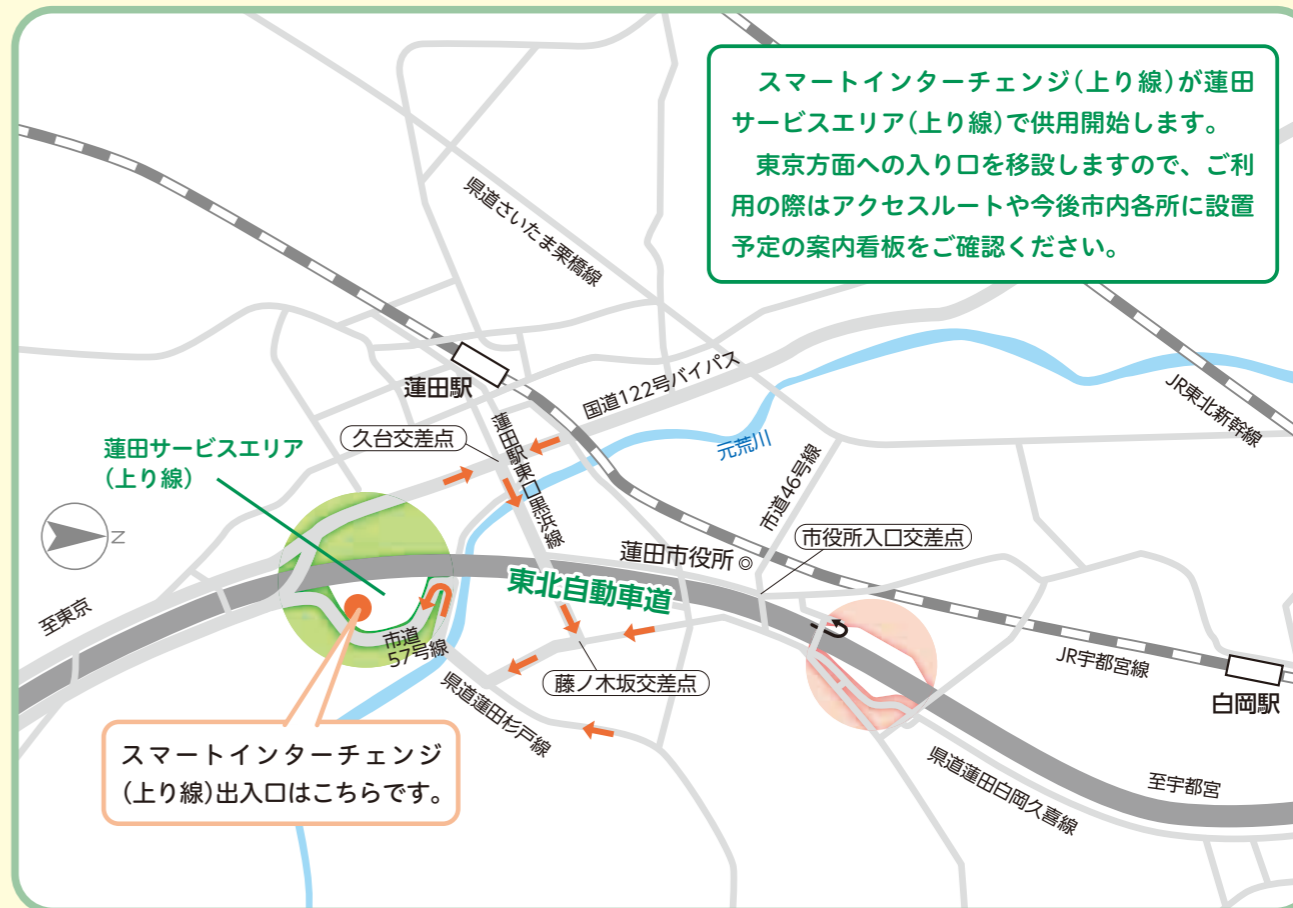 スマートインターチェンジ(上り線)が蓮田
サービスエリア(上り線)で供用開始します。
東京方面への入り口を移設しますので、ご利
用の際はアクセスルートや今後市内各所に設置
予定の案内看板をご確認ください。
県道さいたま栗橋線
蓮田駅
国道122号バイパス
JR東北新幹線
久台交差点
蓮田駅東口黒浜線
元荒川
市道46号線
蓮田サービスエリア
(上り線)
N
蓮田市役所◎
市役所入口交差点
東北自動車道
至東京
市道
57号線
藤ノ木坂交差点
県道蓮田杉戸線
JR宇都宮線
白岡駅
スマートインターチェンジ
(上り線)出入口はこちらです。
県道蓮田白岡久喜線
至宇都宮